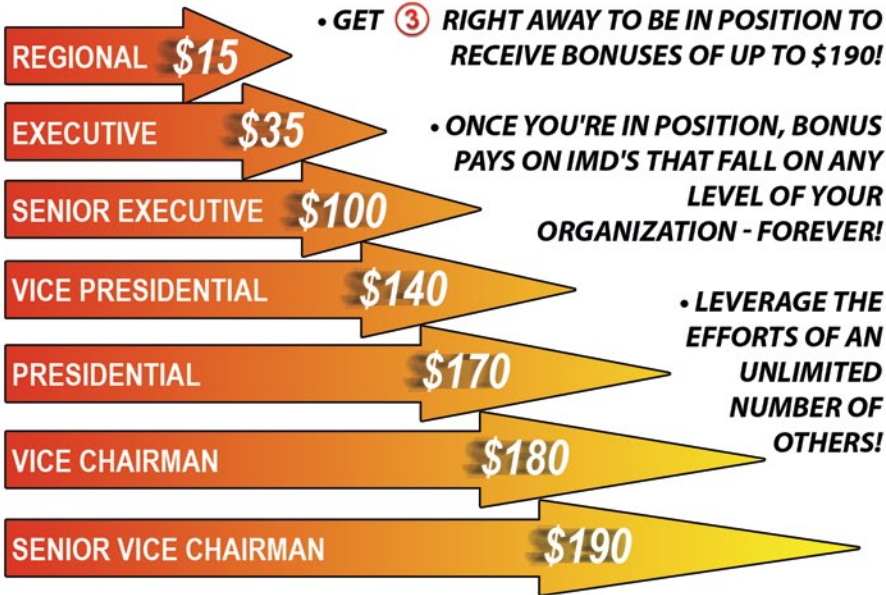 REGIONAL $15
• GET 3 RIGHT AWAY TO BE IN POSITION TO
RECEIVE BONUSES OF UP TO $190!
EXECUTIVE $35
• ONCE YOU'RE IN POSITION, BONUS
PAYS ON IMD'S THAT FALL ON ANY
LEVEL OF YOUR
ORGANIZATION - FOREVER!
SENIOR EXECUTIVE $100
VICE PRESIDENTIAL $140
• LEVERAGE THE
EFFORTS OF AN
UNLIMITED
NUMBER OF
OTHERS!
PRESIDENTIAL $170
VICE CHAIRMAN $180
SENIOR VICE CHAIRMAN $190